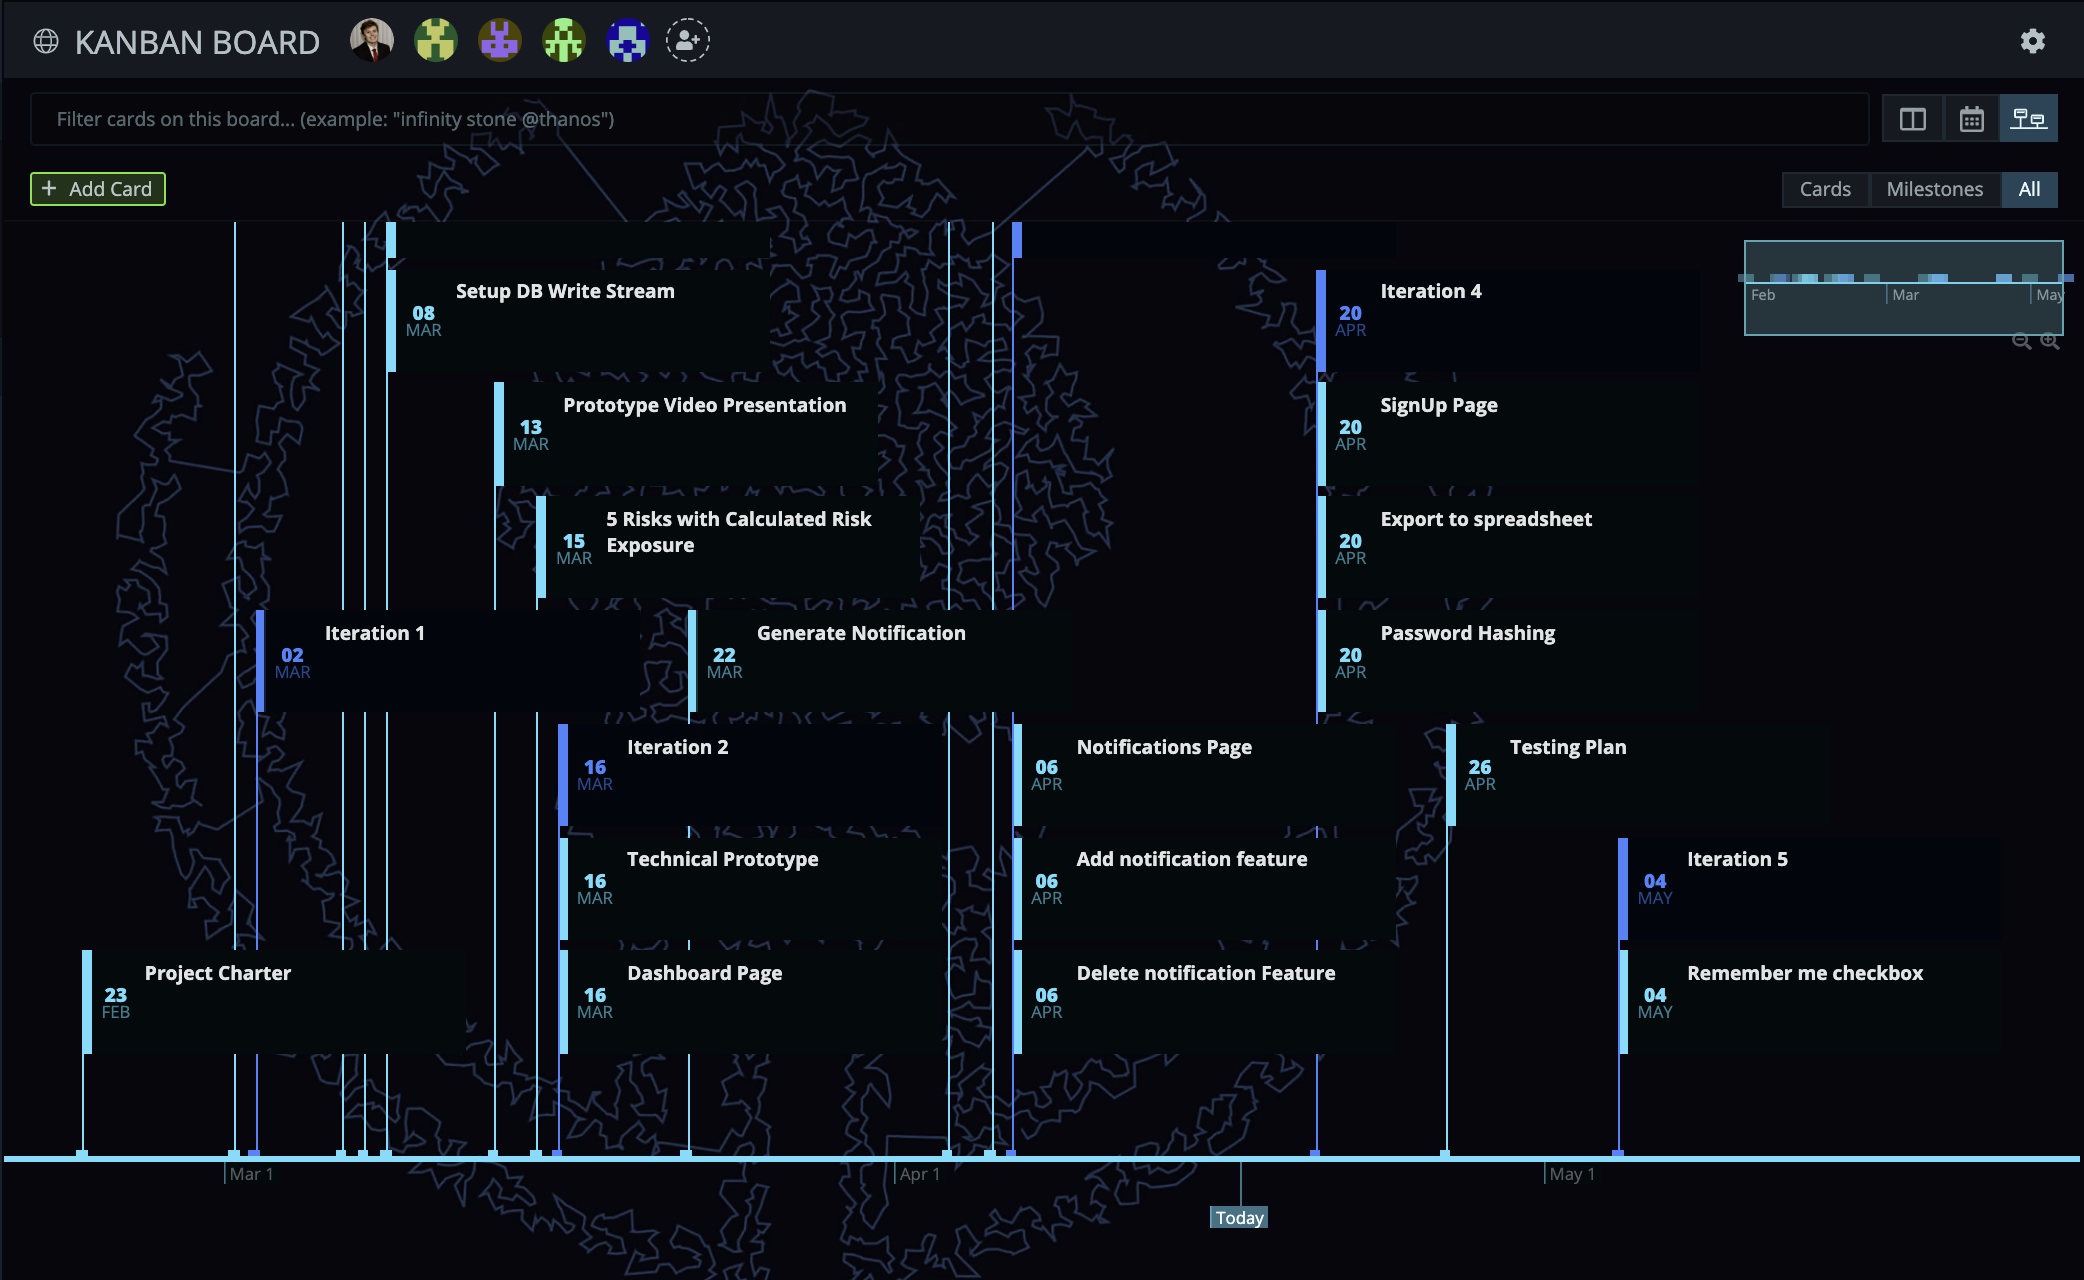 KANBAN BOARD
Filter cards on this board... (example: "infinity stone @thanos")
+ Add Card
Cards Milestones All
Setup DB Write Stream
08
MAR
Iteration 4
20
APR
Feb Mar May
Prototype Video Presentation
13
MAR
SignUp Page
20
APR
5 Risks with Calculated Risk
Exposure
15
MAR
Export to spreadsheet
20
APR
Iteration 1
02
MAR
Generate Notification
22
MAR
Password Hashing
20
APR
Iteration 2
16
MAR
Notifications Page
06
APR
Testing Plan
26
APR
Technical Prototype
16
MAR
Add notification feature
06
APR
Iteration 5
04
MAY
Project Charter
23
FEB
Dashboard Page
16
MAR
Delete notification Feature
06
APR
Remember me checkbox
04
MAY
Mar 1 Apr 1 May 1
Today